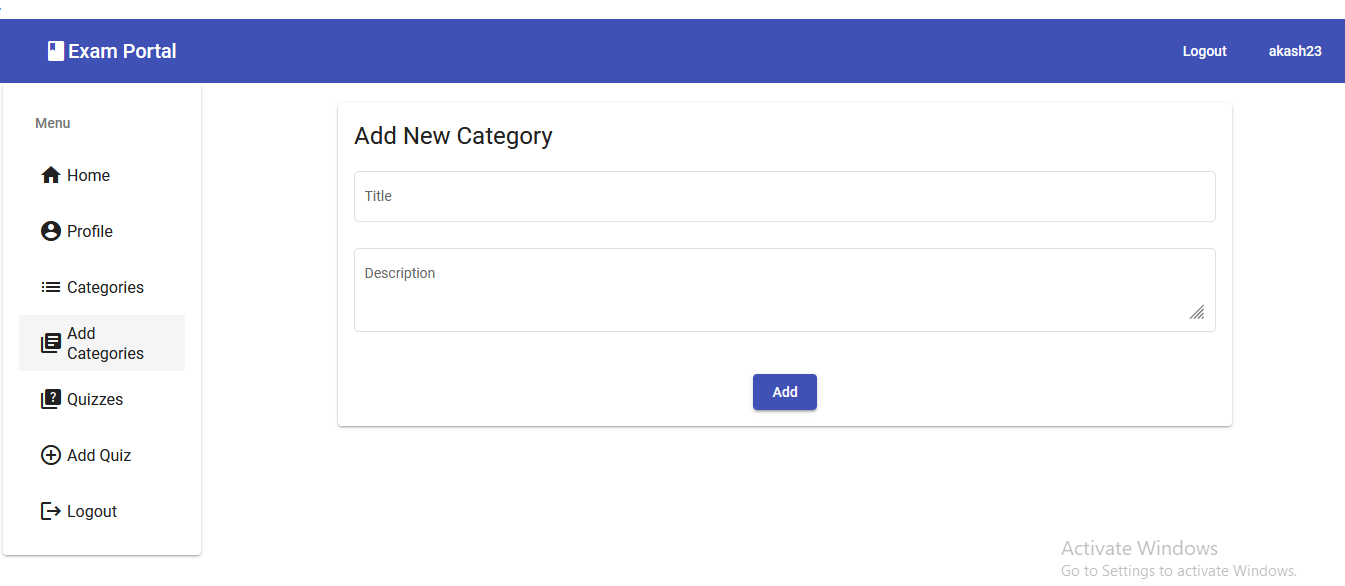 Exam Portal
Logout
akash23
Menu
Home
Profile
Categories
Add
Categories
Quizzes
Add Quiz
Logout
Add New Category
Title
Description
Add
Activate Windows
Go to Settings to activate Windows.